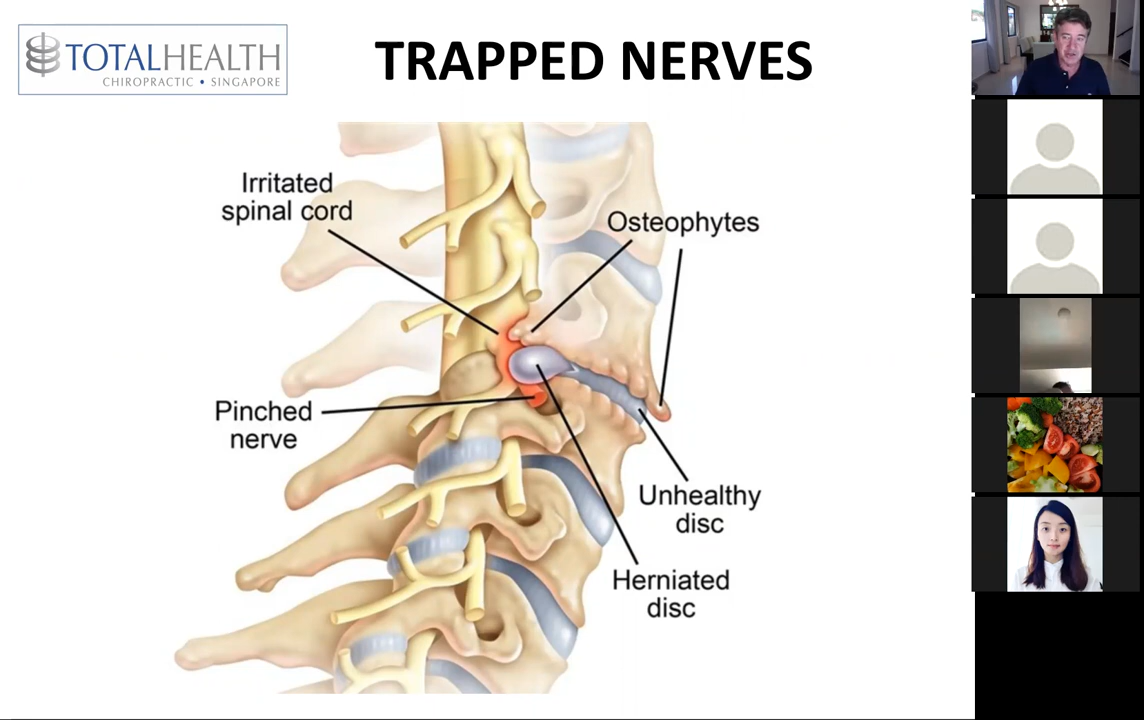 TOTALHEALTH
CHIROPRACTIC • SINGAPORE
TRAPPED NERVES
Irritated
spinal cord
Osteophytes
Pinched
nerve
Unhealthy
disc
Herniated
disc